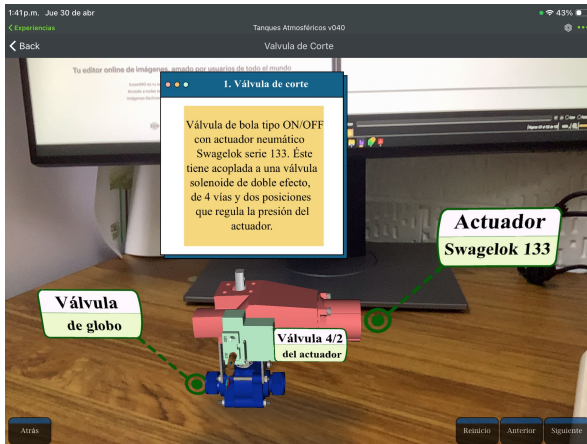 1:41 p.m. Jue 30 de abr
43%
Experiencias
Tanques Atmosféricos v040
Back
Valvula de Corte
Tu editor online de imágenes, amado por usuarios de todo el mundo
1. Válvula de corte
Válvula de bola tipo ON/OFF
con actuador neumático
Swagelok serie 133. Éste
tiene acoplada a una válvula
solenoide de doble efecto,
de 4 vías y dos posiciones
que regula la presión del
actuador.
Actuador
Swagelok 133
Válvula
de globo
Válvula 4/2
del actuador
Atrás
Reinicio
Anterior
Siguiente